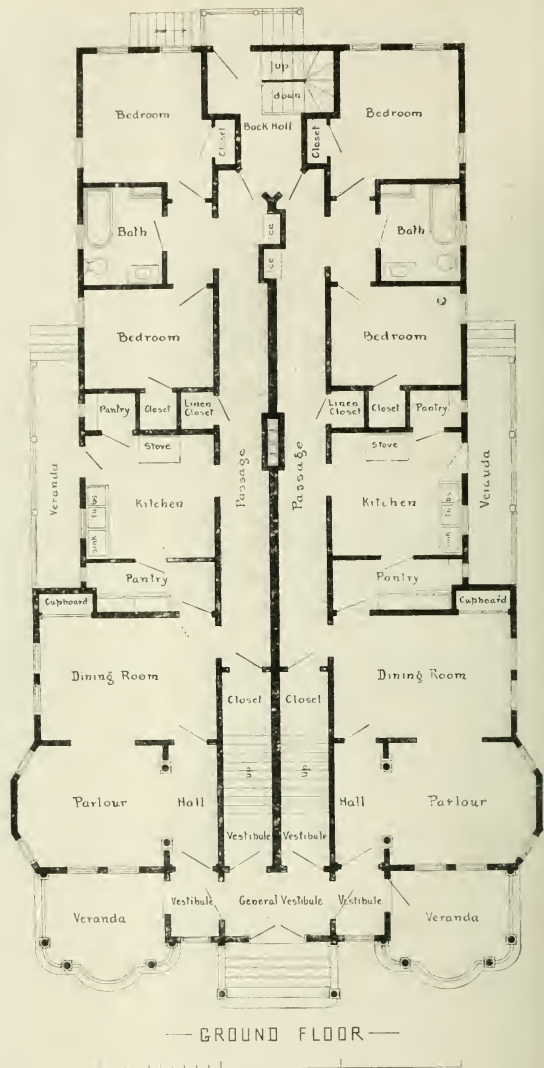 up
down
Bedroom
Bedroom
Back Hall
Closet
Closet
Bath
Bath
Ice
Ice
Bedroom
Bedroom
Pantry
Closet
Linen Closet
Linen Closet
Closet
Pantry
Stove
Stove
Veranda
Kitchen
Passage
Passage
Kitchen
Veranda
Tubs
Sink
Tubs
Sink
Pantry
Pantry
Cupboard
Cupboard
Dining Room
Dining Room
Closet
Closet
up
up
Parlour
Hall
Hall
Parlour
Vestibule
Vestibule
Veranda
Vestibule
General Vestibule
Vestibule
Veranda
— GROUND FLOOR —